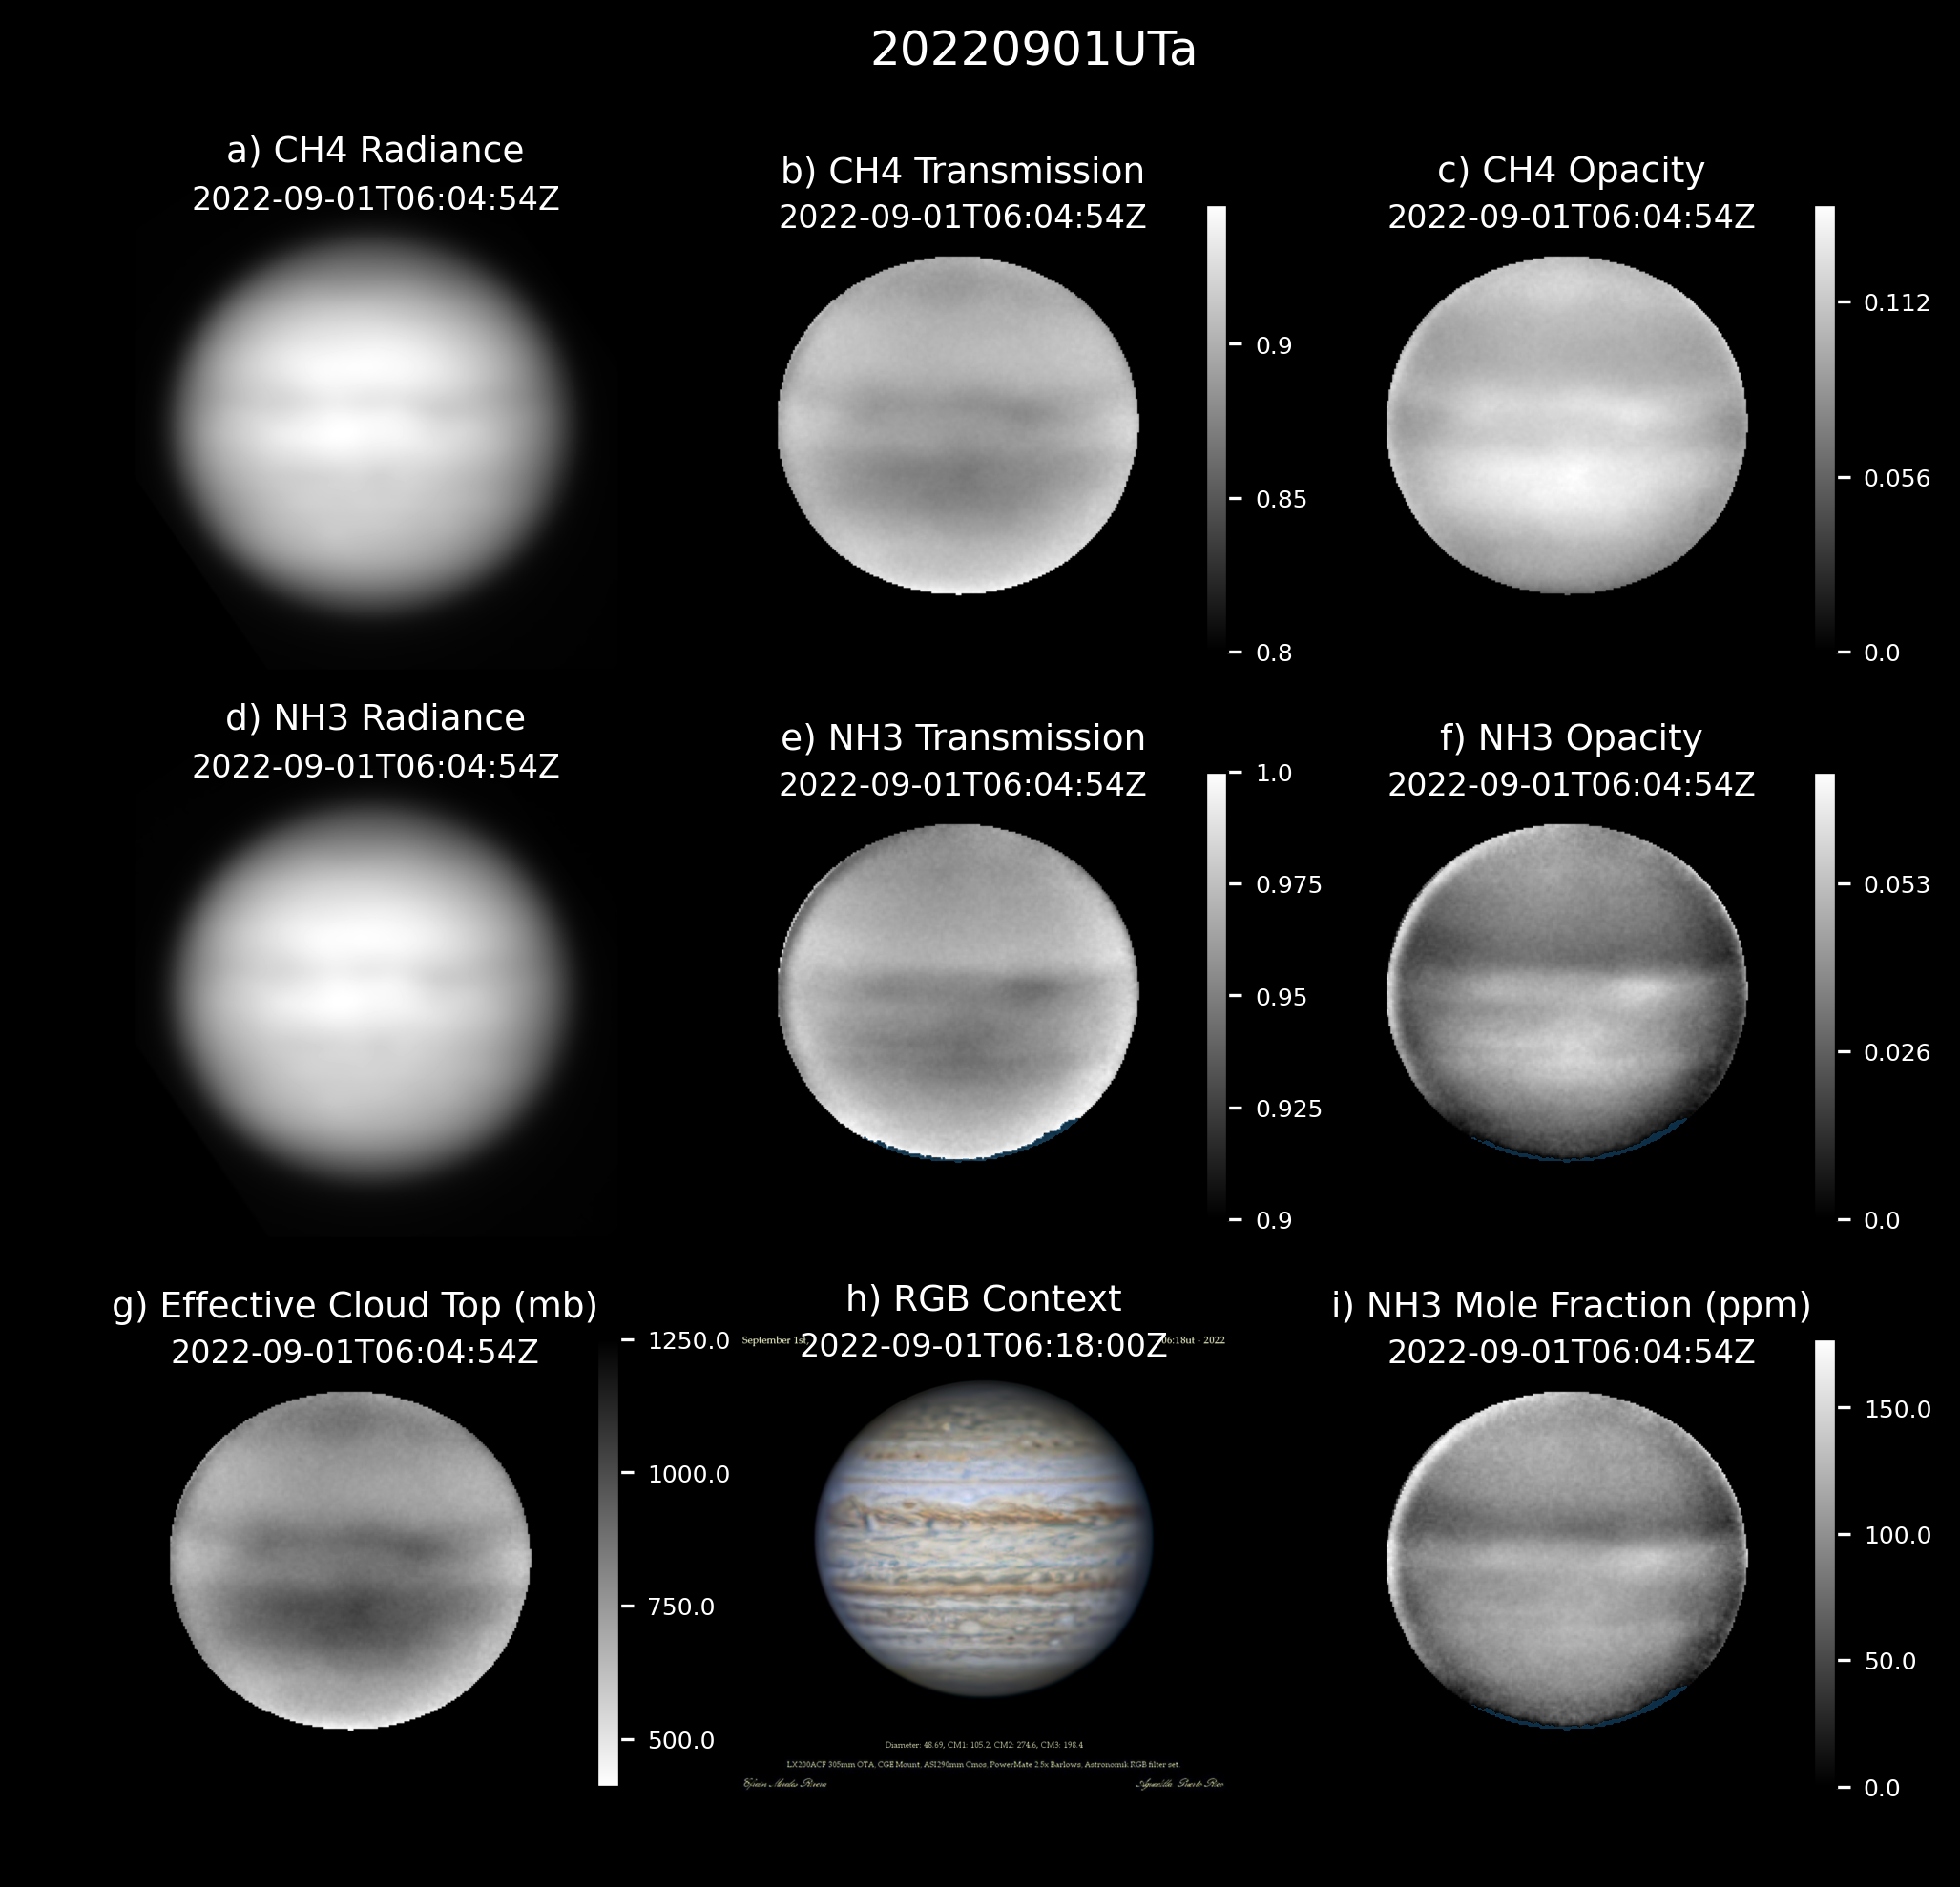 20220901UTa
a) CH4 Radiance
2022-09-01T06:04:54Z
b) CH4 Transmission
2022-09-01T06:04:54Z
0.9
0.85
0.8
c) CH4 Opacity
2022-09-01T06:04:54Z
0.112
0.056
0.0
d) NH3 Radiance
2022-09-01T06:04:54Z
e) NH3 Transmission
2022-09-01T06:04:54Z
1.0
0.975
0.95
0.925
0.9
f) NH3 Opacity
2022-09-01T06:04:54Z
0.053
0.026
0.0
g) Effective Cloud Top (mb)
2022-09-01T06:04:54Z
1250.0
1000.0
750.0
500.0
h) RGB Context
2022-09-01T06:18:00Z
September 1st,
06:18ut - 2022
Diameter: 48.69, CM1: 105.2, CM2: 274.6, CM3: 198.4
LX200ACF 305mm OTA, CGE Mount, ASI290mm Cmos, PowerMate 2.5x Barlows, Astronomik RGB filter set.
Efrain Morales Rivera
Aguadilla Puerto Rico
i) NH3 Mole Fraction (ppm)
2022-09-01T06:04:54Z
150.0
100.0
50.0
0.0